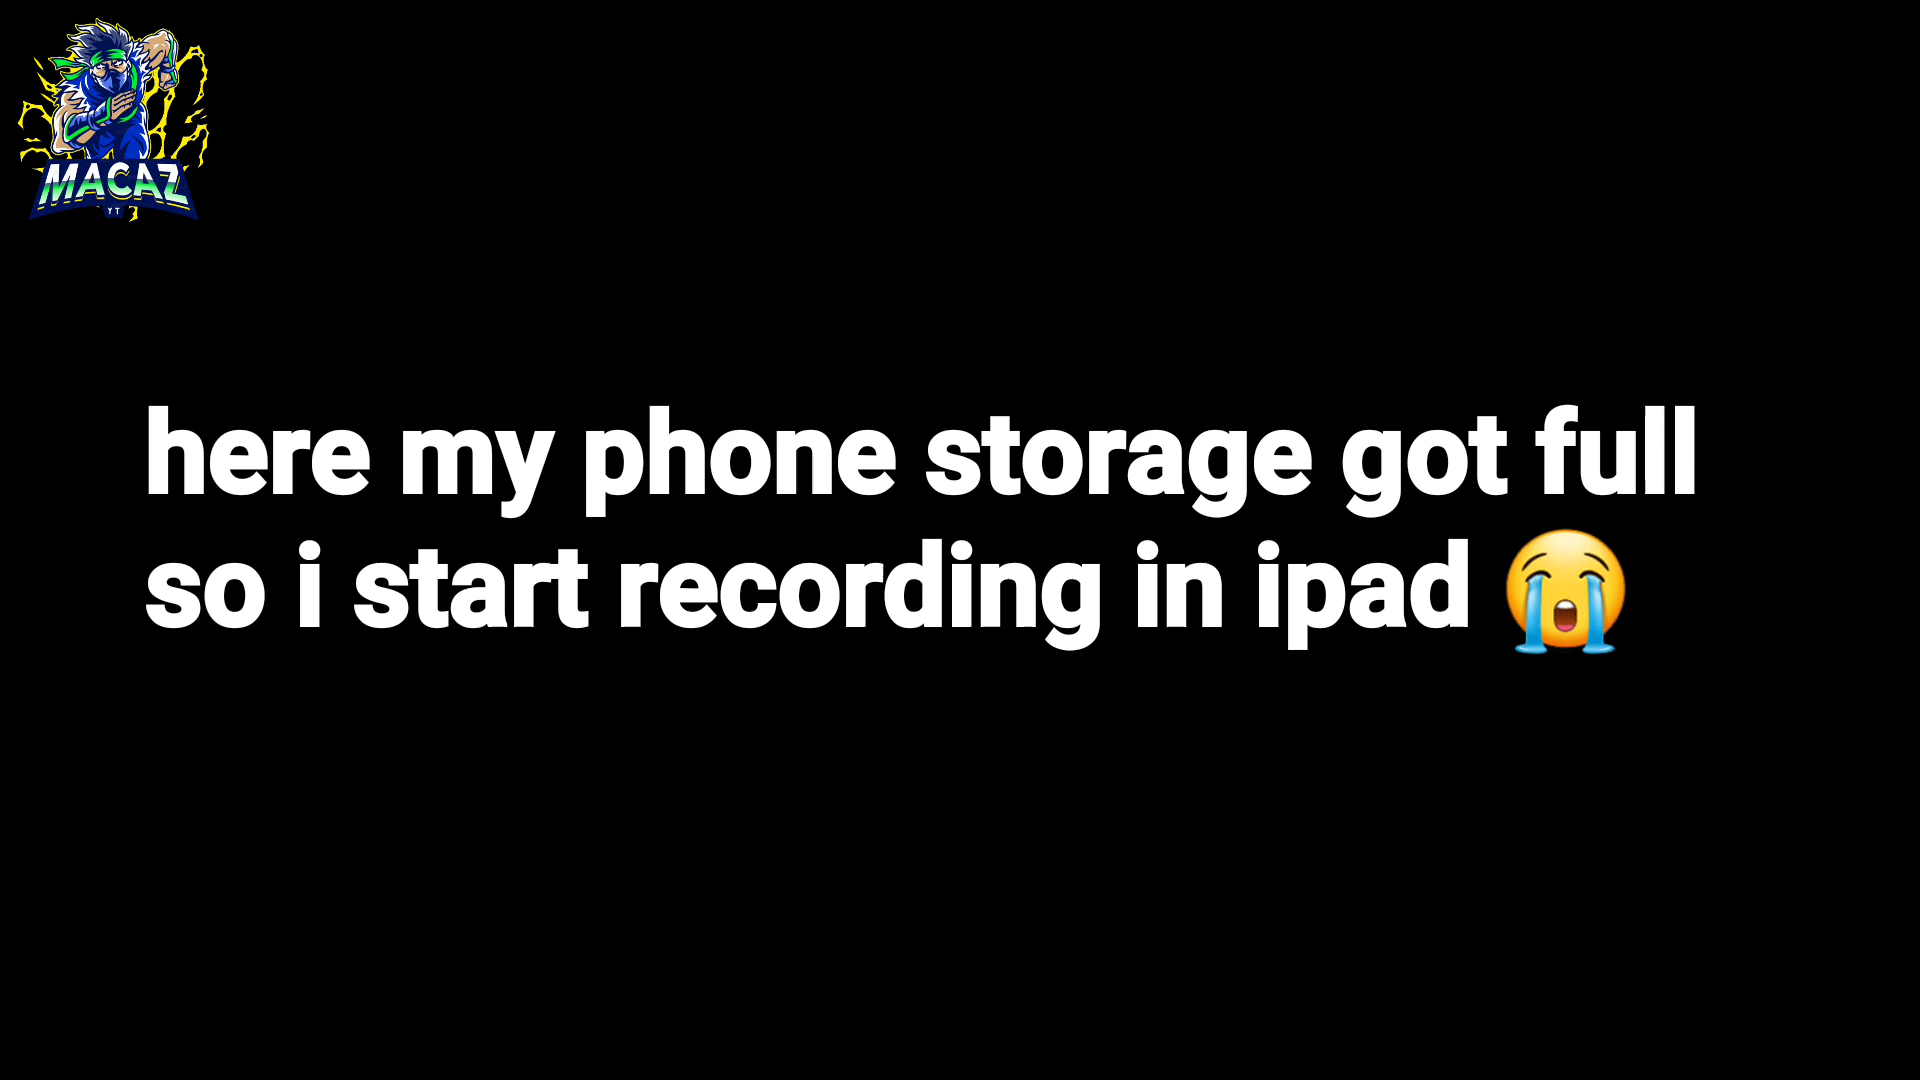 MACAZ
YT
here my phone storage got full
so i start recording in ipad 😭